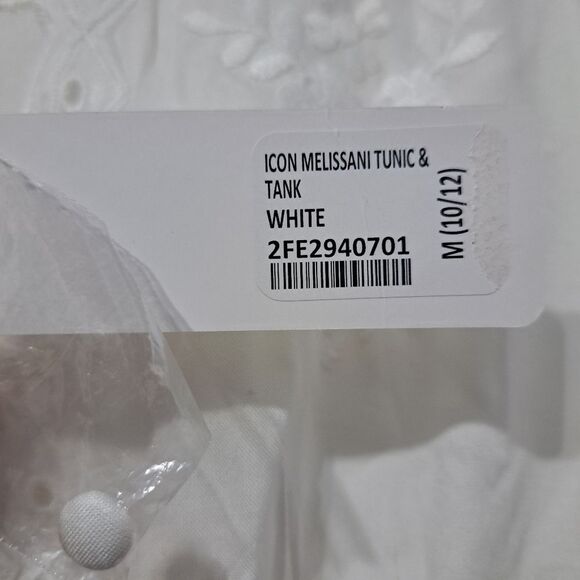 ICON MELISSANI TUNIC &
TANK
WHITE
2FE2940701
M (10/12)